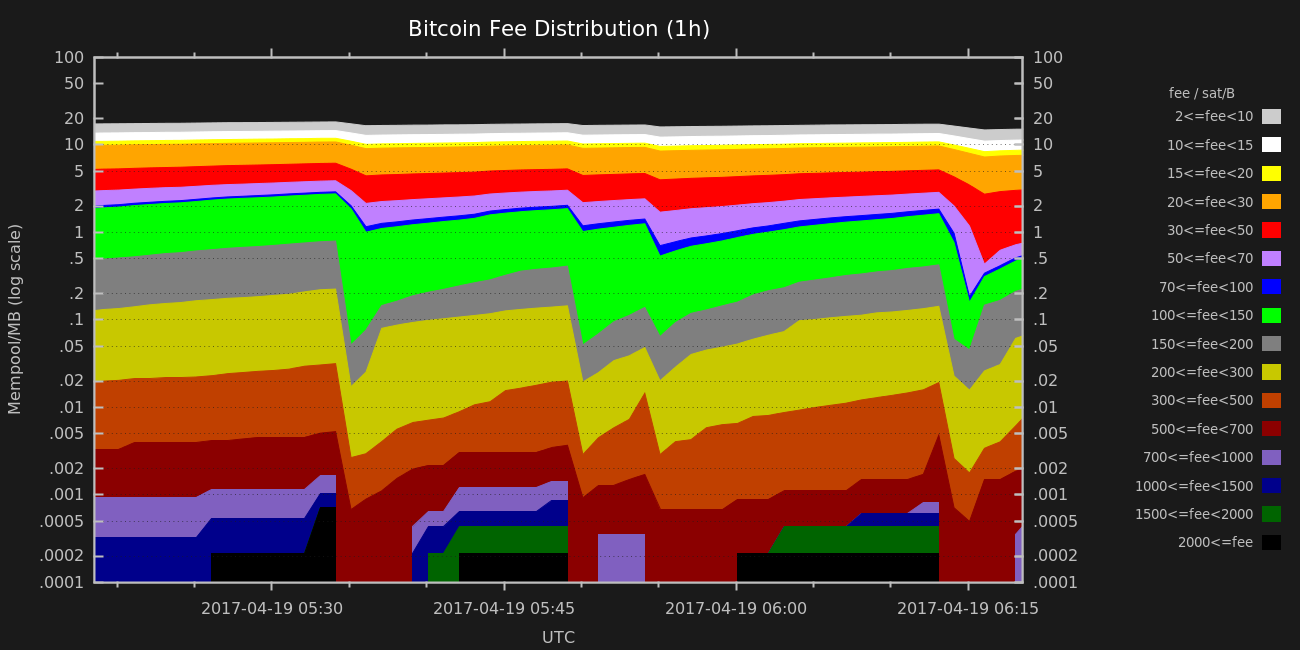 Bitcoin Fee Distribution (1h)
Mempool/MB (log scale)
100
50
20
10
5
2
1
.5
.2
.1
.05
.02
.01
.005
.002
.001
.0005
.0002
.0001
100
50
20
10
5
2
1
.5
.2
.1
.05
.02
.01
.005
.002
.001
.0005
.0002
.0001
fee / sat/B
2<=fee<10
10<=fee<15
15<=fee<20
20<=fee<30
30<=fee<50
50<=fee<70
70<=fee<100
100<=fee<150
150<=fee<200
200<=fee<300
300<=fee<500
500<=fee<700
700<=fee<1000
1000<=fee<1500
1500<=fee<2000
2000<=fee
2017-04-19 05:30 2017-04-19 05:45 2017-04-19 06:00 2017-04-19 06:15
UTC